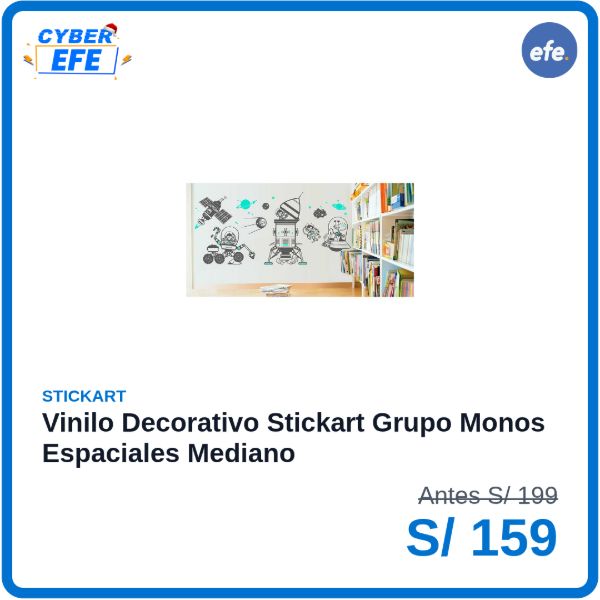 CYBER
EFE
efe.
STICKART
Vinilo Decorativo Stickart Grupo Monos
Espaciales Mediano
Antes S/ 199
S/ 159